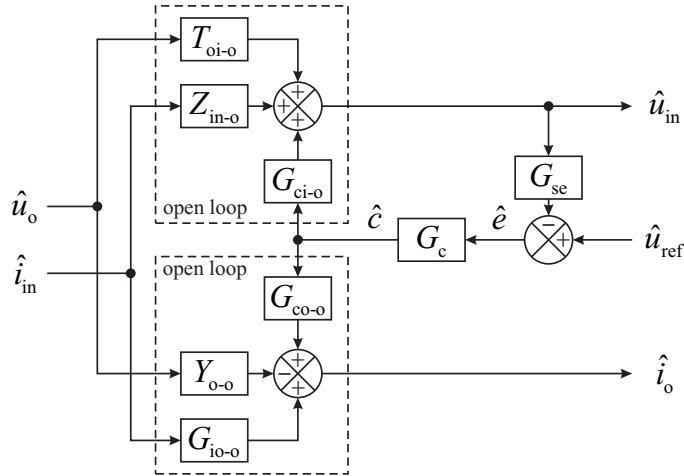 T_oi-o
û_in
Z_in-o
+ + +
G_ci-o
G_se
open loop
û_o
ĉ
ê
−
G_c
+
û_ref
î_in
open loop
G_co-o
+
Y_o-o
−
+
î_o
G_io-o